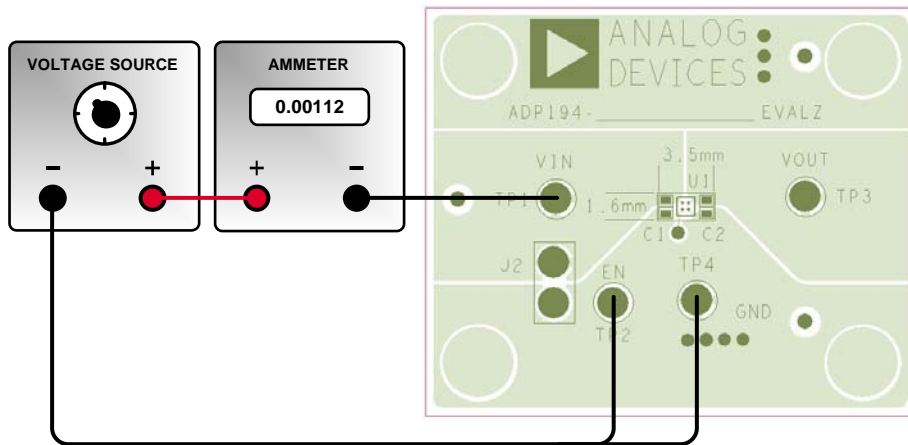 VOLTAGE SOURCE
AMMETER
0.00112
− +
+ −
ANALOG
DEVICES
ADP194-____________________EVALZ
3.5mm
VIN
VOUT
U1
TP1
1.6mm
TP3
C1 C2
J2
EN
TP4
GND
TP2